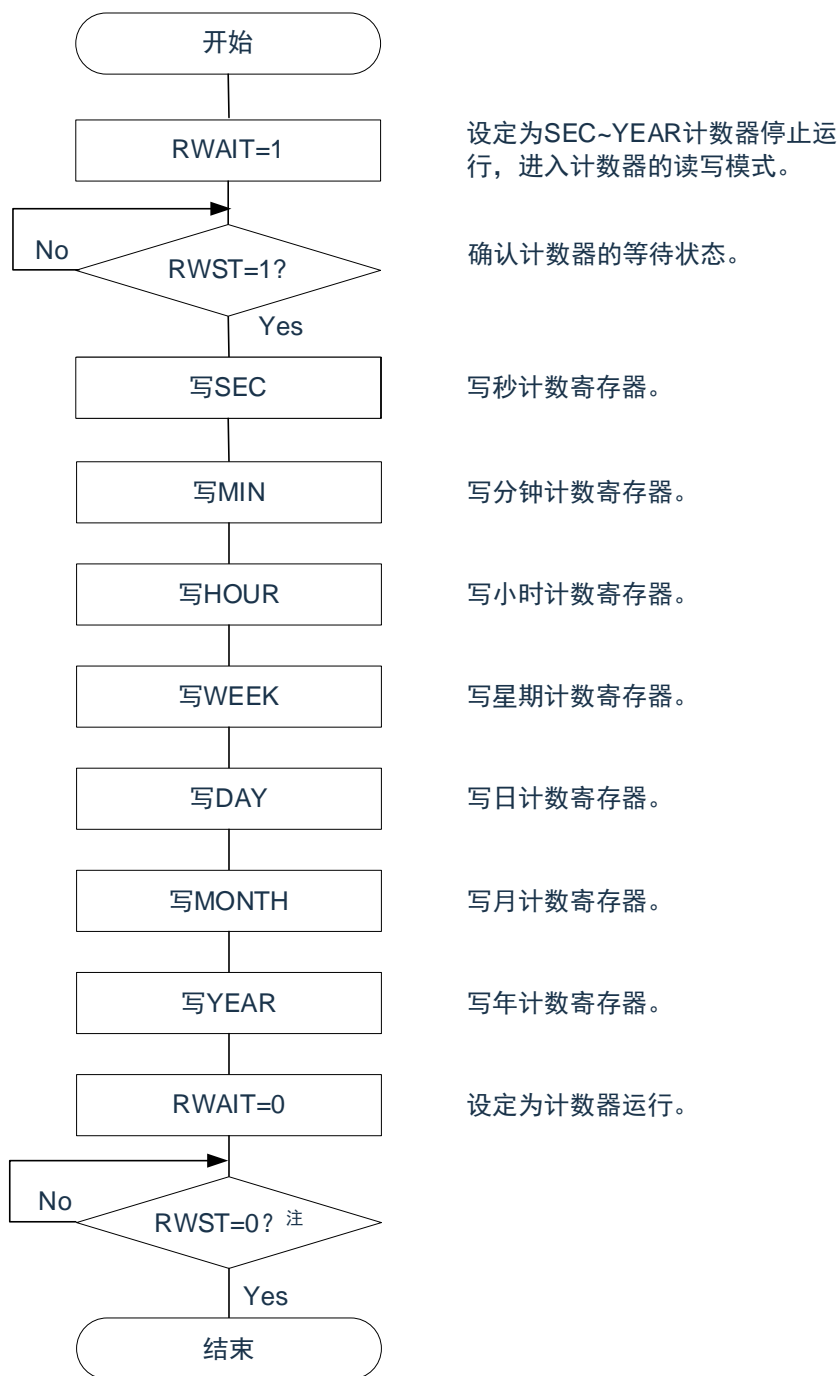 开始
RWAIT=1
设定为SEC~YEAR计数器停止运
行，进入计数器的读写模式。
No
RWST=1?
确认计数器的等待状态。
Yes
写SEC
写秒计数寄存器。
写MIN
写分钟计数寄存器。
写HOUR
写小时计数寄存器。
写WEEK
写星期计数寄存器。
写DAY
写日计数寄存器。
写MONTH
写月计数寄存器。
写YEAR
写年计数寄存器。
RWAIT=0
设定为计数器运行。
No
RWST=0? 注
Yes
结束